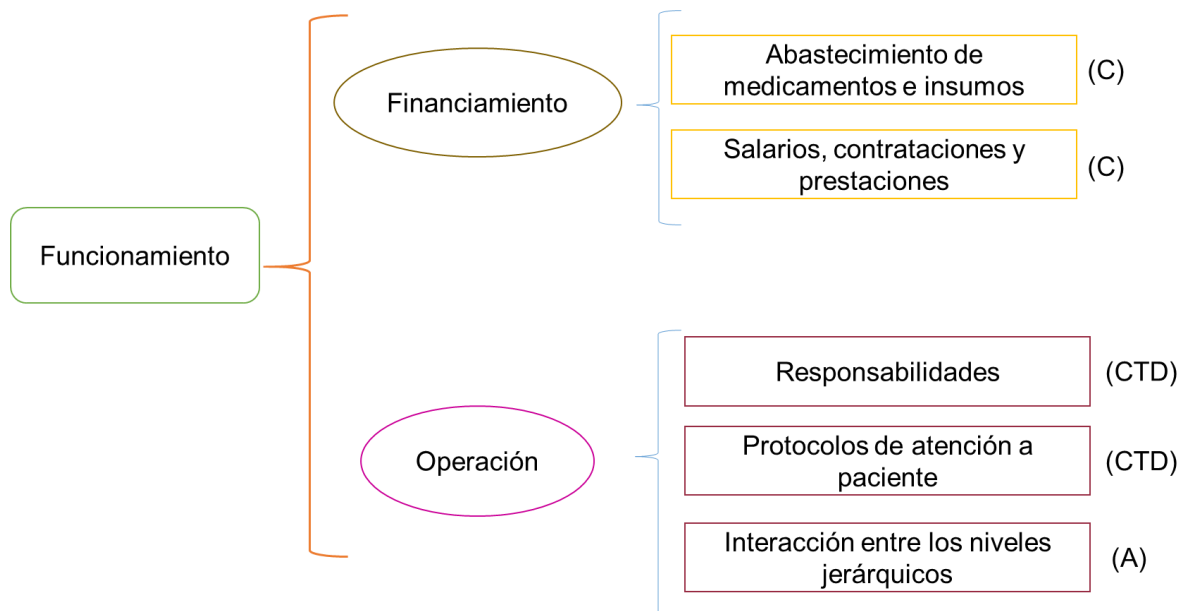 Funcionamiento
Financiamiento
Abastecimiento de
medicamentos e insumos
(C)
Salarios, contrataciones y
prestaciones
(C)
Operación
Responsabilidades
(CTD)
Protocolos de atención a
paciente
(CTD)
Interacción entre los niveles
jerárquicos
(A)